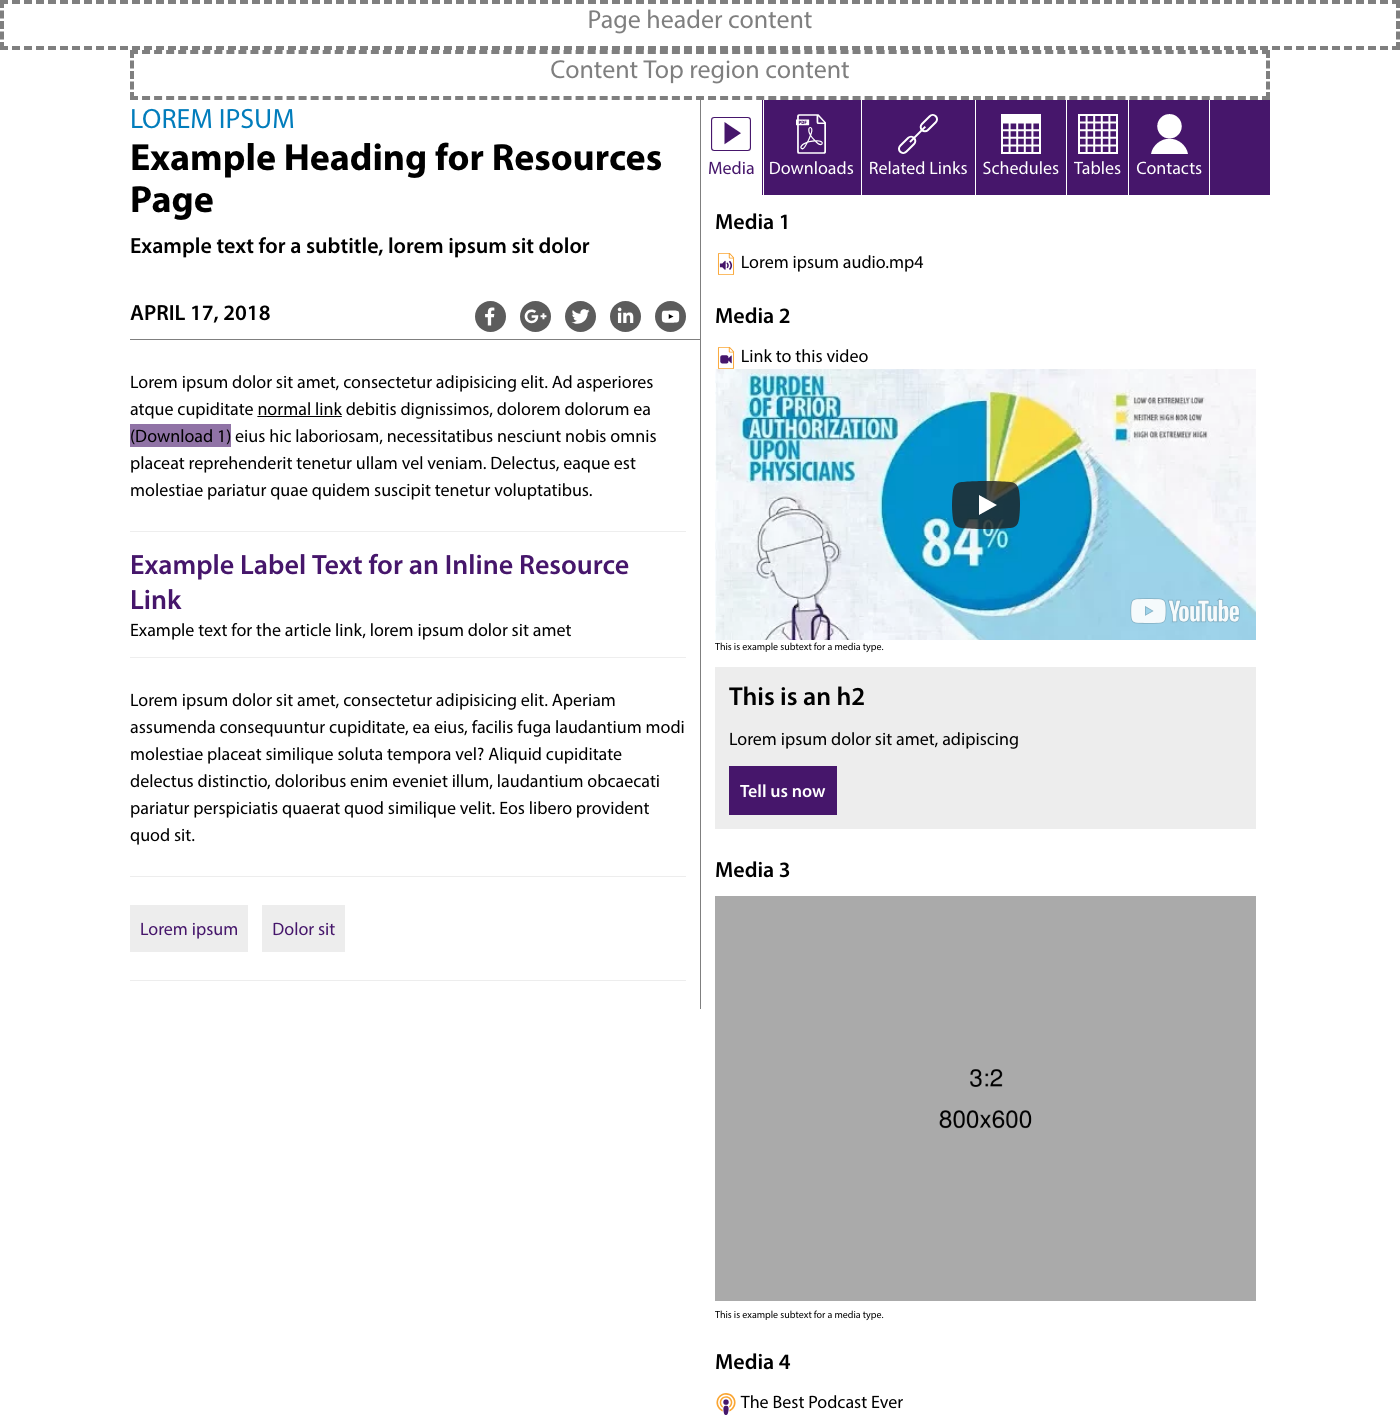 Page header content
Content Top region content
LOREM IPSUM
Example Heading for Resources
Page
Example text for a subtitle, lorem ipsum sit dolor
APRIL 17, 2018
G+
in
Lorem ipsum dolor sit amet, consectetur adipisicing elit. Ad asperiores
atque cupiditate normal link debitis dignissimos, dolorem dolorum ea
(Download 1) eius hic laboriosam, necessitatibus nesciunt nobis omnis
placeat reprehenderit tenetur ullam vel veniam. Delectus, eaque est
molestiae pariatur quae quidem suscipit tenetur voluptatibus.
Example Label Text for an Inline Resource
Link
Example text for the article link, lorem ipsum dolor sit amet
Lorem ipsum dolor sit amet, consectetur adipisicing elit. Aperiam
assumenda consequuntur cupiditate, ea eius, facilis fuga laudantium modi
molestiae placeat similique soluta tempora vel? Aliquid cupiditate
delectus distinctio, doloribus enim eveniet illum, laudantium obcaecati
pariatur perspiciatis quaerat quod similique velit. Eos libero provident
quod sit.
Lorem ipsum Dolor sit
PDF
Media Downloads Related Links Schedules Tables Contacts
Media 1
Lorem ipsum audio.mp4
Media 2
Link to this video
BURDEN
OF PRIOR
AUTHORIZATION
UPON
PHYSICIANS
LOW OR EXTREMELY LOW
NEITHER HIGH NOR LOW
HIGH OR EXTREMELY HIGH
84%
YouTube
This is example subtext for a media type.
This is an h2
Lorem ipsum dolor sit amet, adipiscing
Tell us now
Media 3
3:2
800x600
This is example subtext for a media type.
Media 4
The Best Podcast Ever